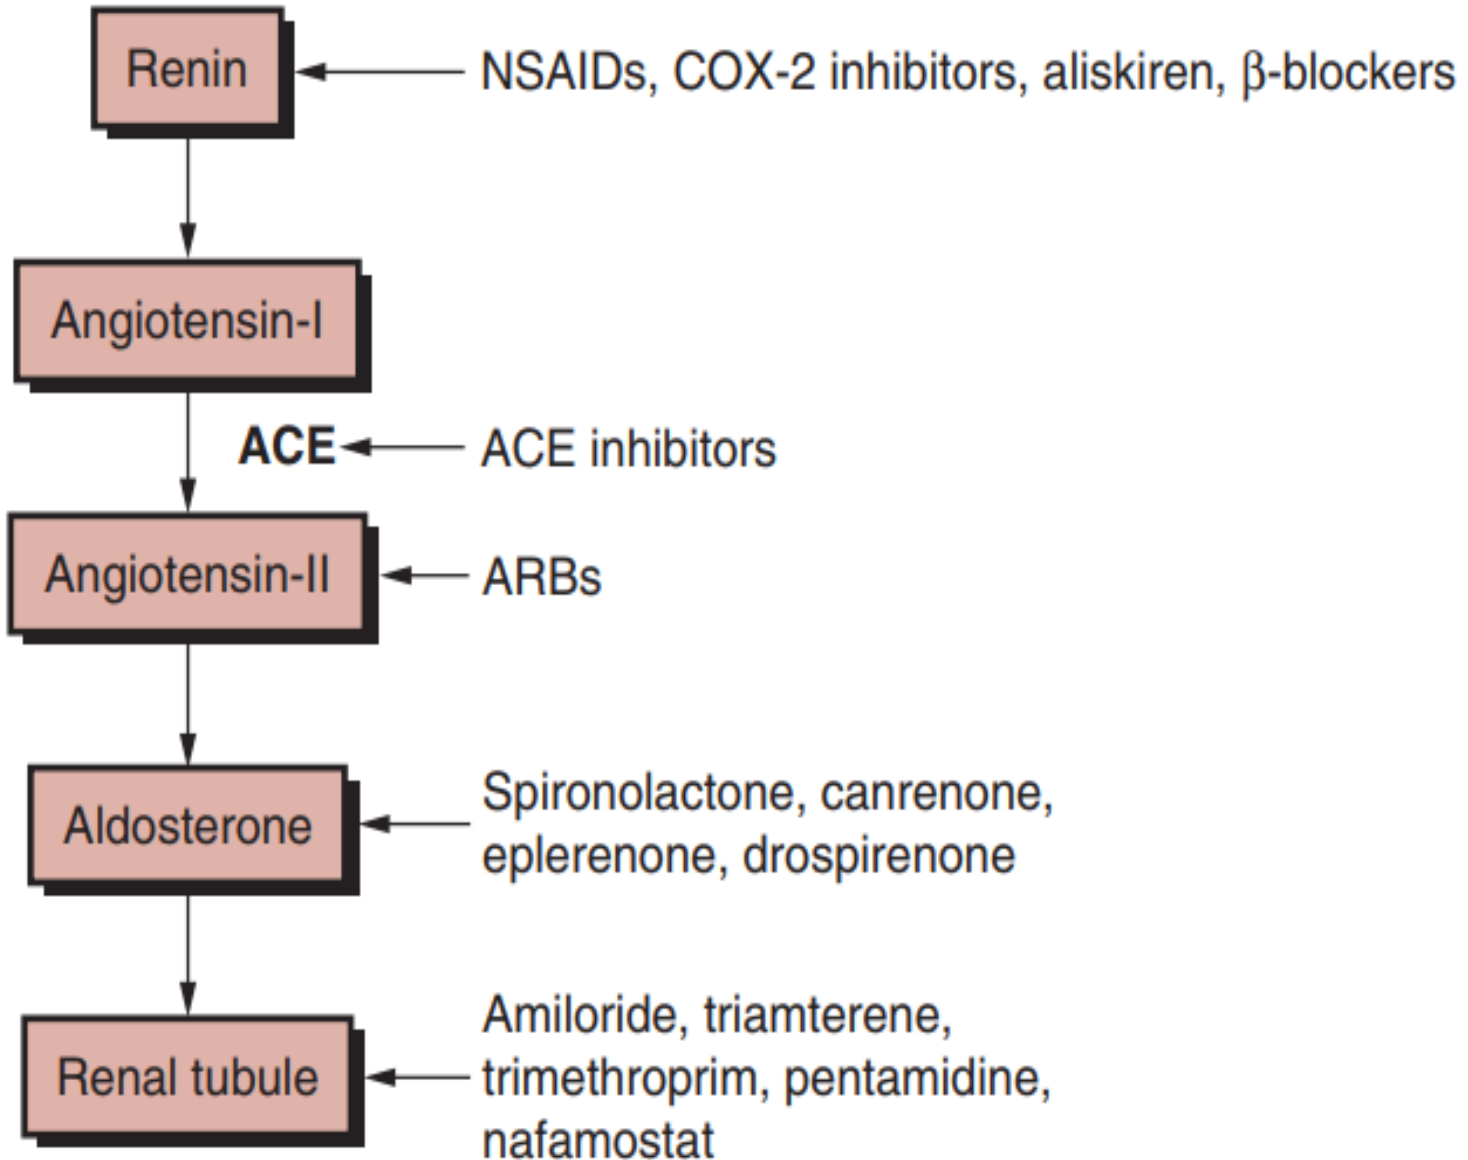 Renin
NSAIDs, COX-2 inhibitors, aliskiren, β-blockers
Angiotensin-I
ACE
ACE inhibitors
Angiotensin-II
ARBs
Aldosterone
Spironolactone, canrenone,
eplerenone, drospirenone
Renal tubule
Amiloride, triamterene,
trimethroprim, pentamidine,
nafamostat